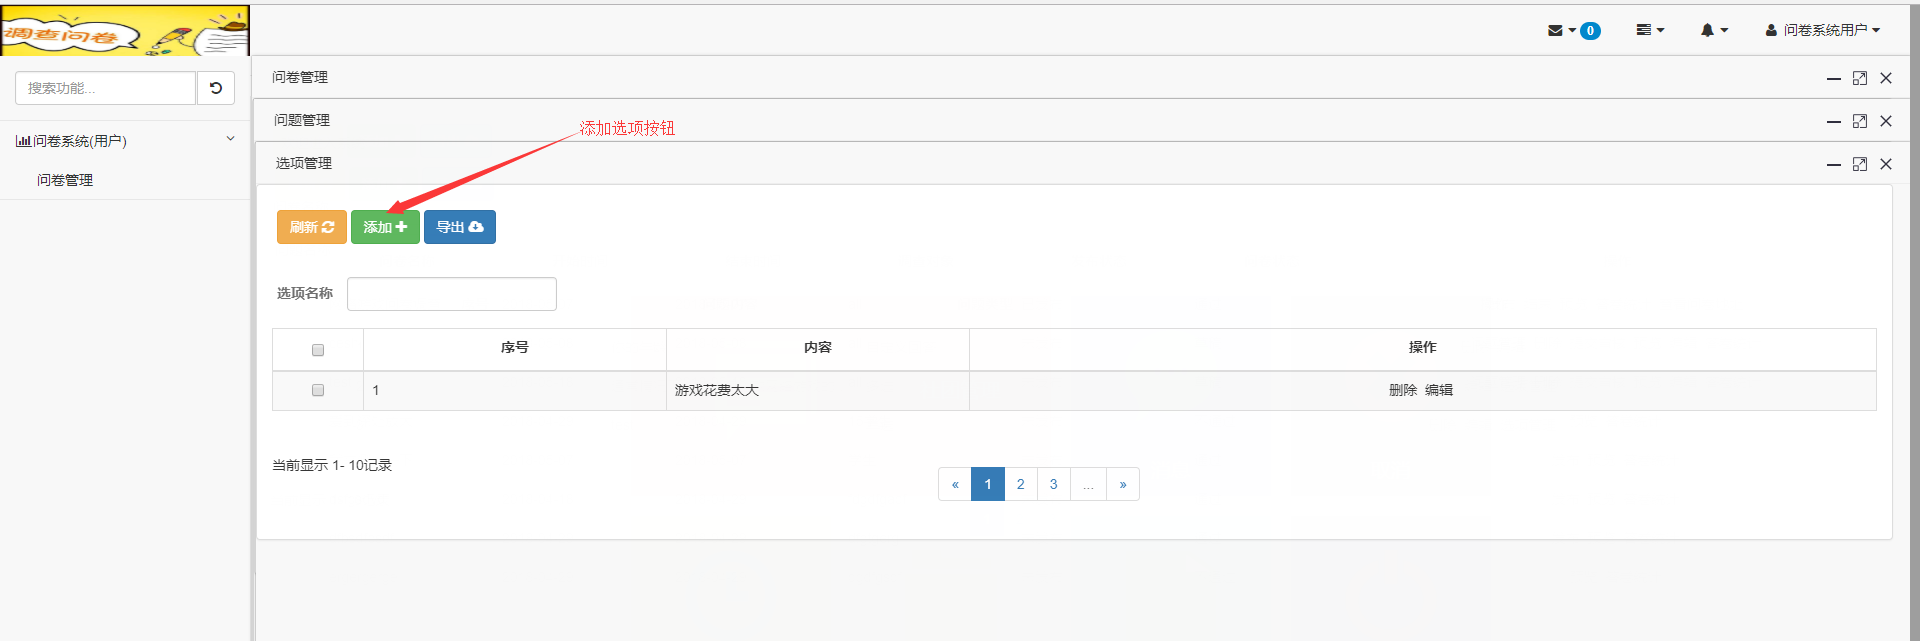 调查问卷
0
问卷系统用户
搜索功能...
问卷系统(用户)
问卷管理
问卷管理
问题管理
添加选项按钮
选项管理
刷新 添加 导出
选项名称
序号 内容 操作
1 游戏花费太大 删除 编辑
当前显示 1- 10记录
« 1 2 3 ... »